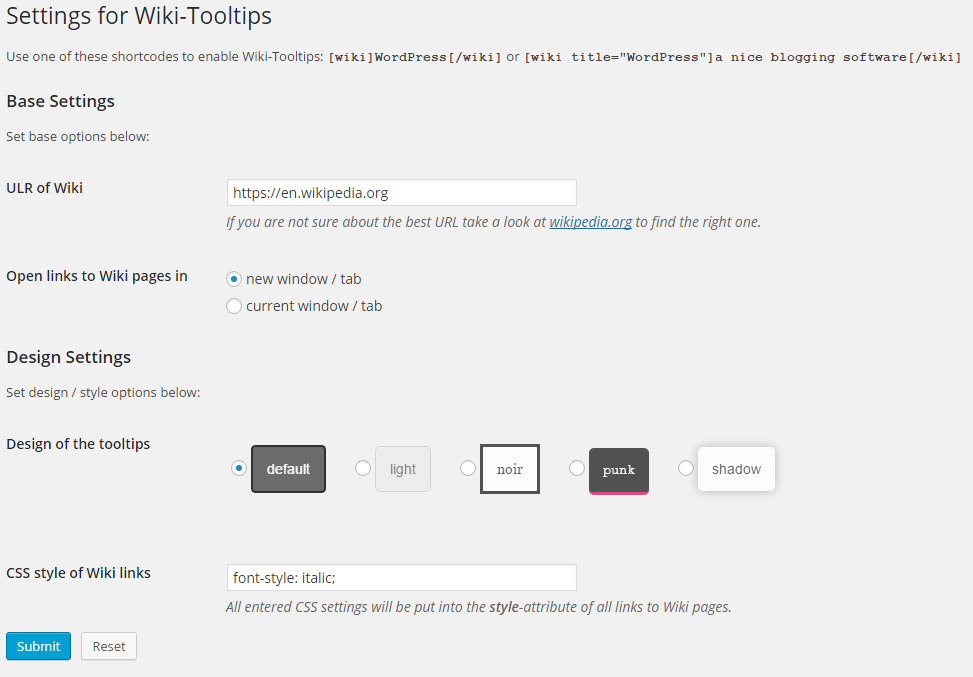 Settings for Wiki-Tooltips
Use one of these shortcodes to enable Wiki-Tooltips: [wiki]WordPress[/wiki] or [wiki title="WordPress"]a nice blogging software[/wiki]
Base Settings
Set base options below:
ULR of Wiki
https://en.wikipedia.org
If you are not sure about the best URL take a look at wikipedia.org to find the right one.
Open links to Wiki pages in
new window / tab
current window / tab
Design Settings
Set design / style options below:
Design of the tooltips
default light noir punk shadow
CSS style of Wiki links
font-style: italic;
All entered CSS settings will be put into the style-attribute of all links to Wiki pages.
Submit Reset